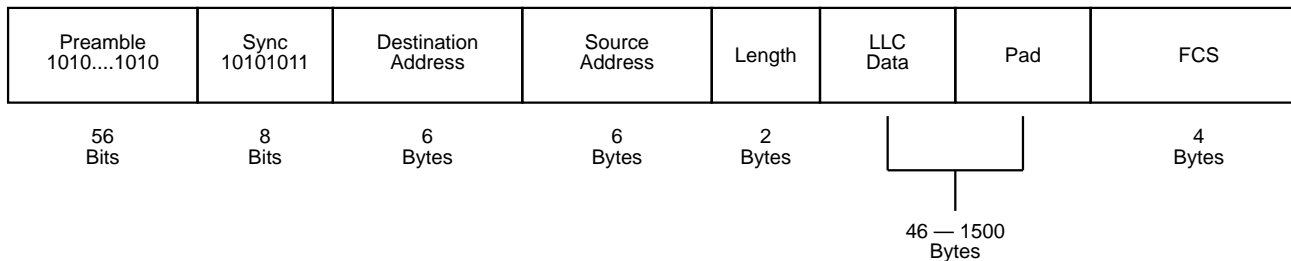 Preamble
1010....1010
Sync
10101011
Destination
Address
Source
Address
Length
LLC
Data
Pad
FCS
56
Bits
8
Bits
6
Bytes
6
Bytes
2
Bytes
4
Bytes
46 — 1500
Bytes